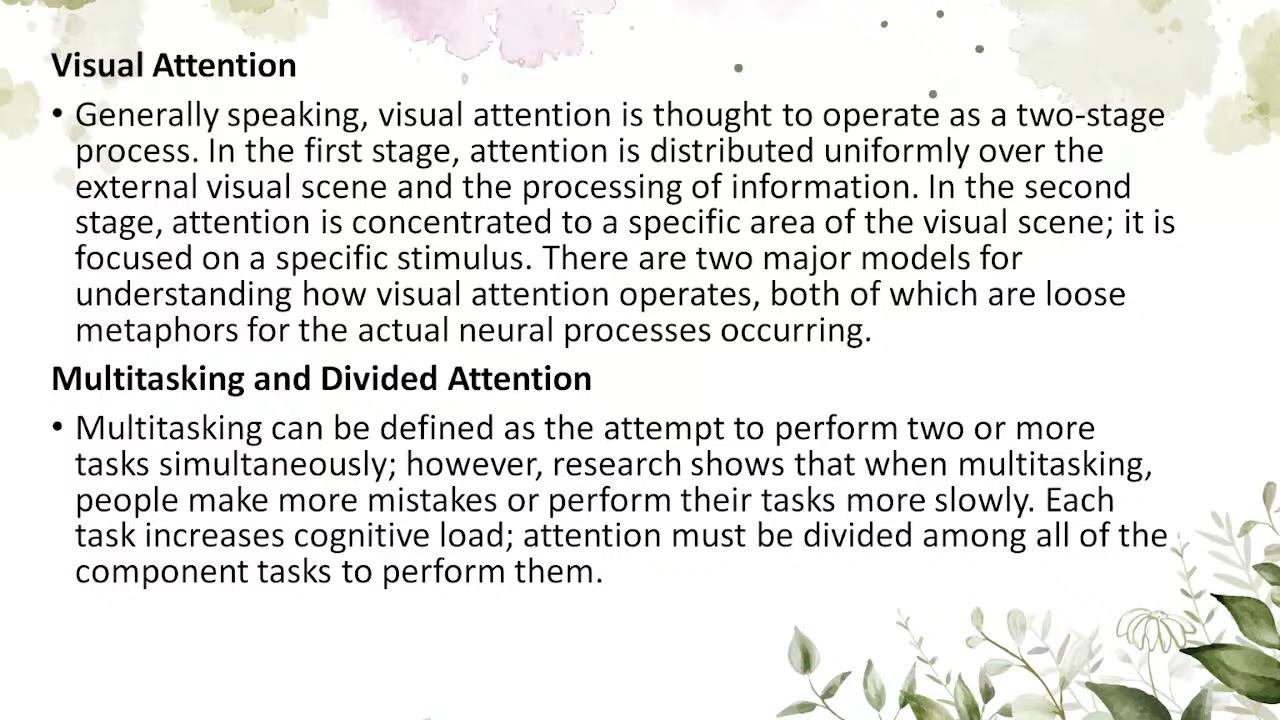 Visual Attention
• Generally speaking, visual attention is thought to operate as a two-stage
process. In the first stage, attention is distributed uniformly over the
external visual scene and the processing of information. In the second
stage, attention is concentrated to a specific area of the visual scene; it is
focused on a specific stimulus. There are two major models for
understanding how visual attention operates, both of which are loose
metaphors for the actual neural processes occurring.
Multitasking and Divided Attention
• Multitasking can be defined as the attempt to perform two or more
tasks simultaneously; however, research shows that when multitasking,
people make more mistakes or perform their tasks more slowly. Each
task increases cognitive load; attention must be divided among all of the
component tasks to perform them.